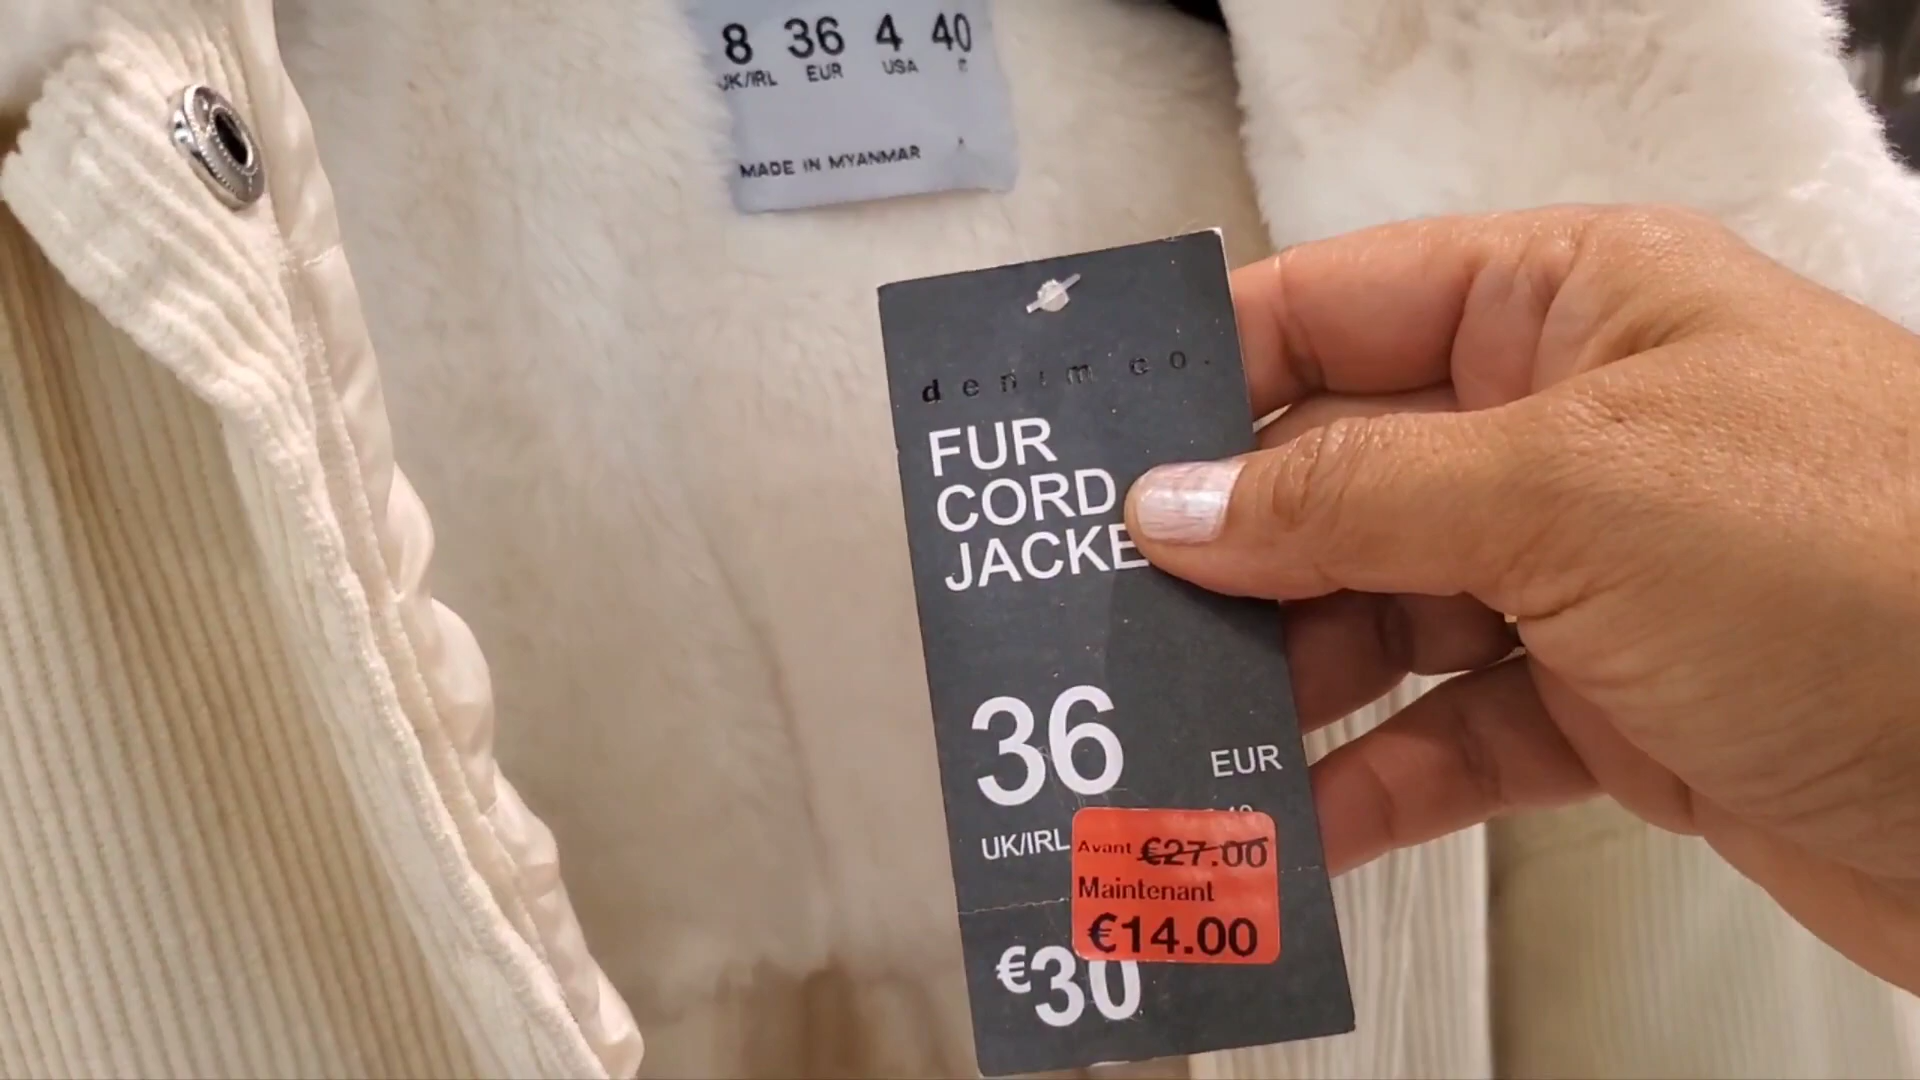 8 36 4 40
UK/IRL EUR USA
MADE IN MYANMAR
denim co.
FUR
CORD
JACKE
36 EUR
UK/IRL
Avant €27.00
Maintenant
€14.00
€30